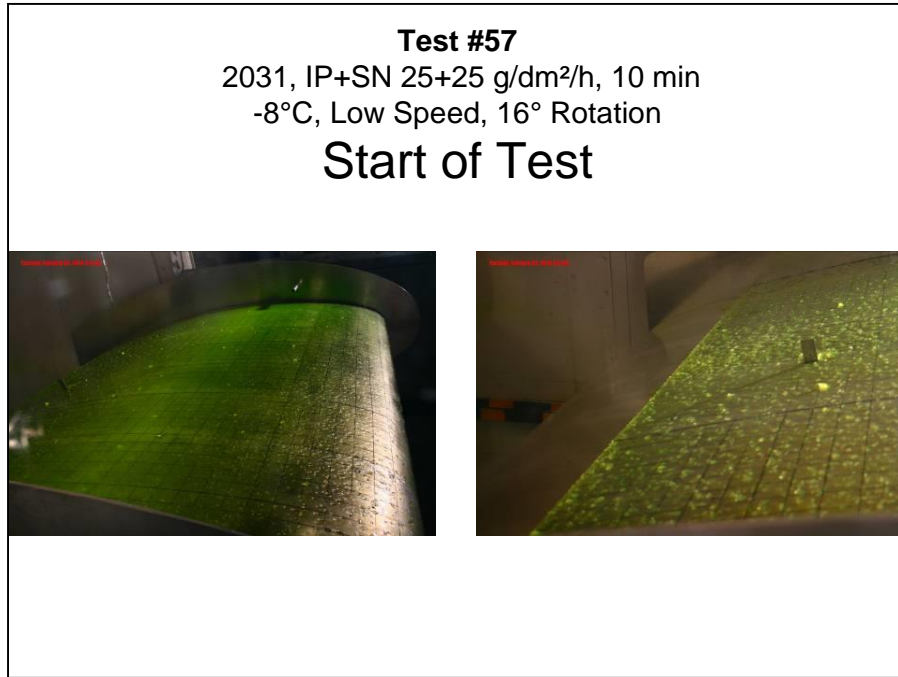 Test #57
2031, IP+SN 25+25 g/dm²/h, 10 min
-8°C, Low Speed, 16° Rotation
Start of Test